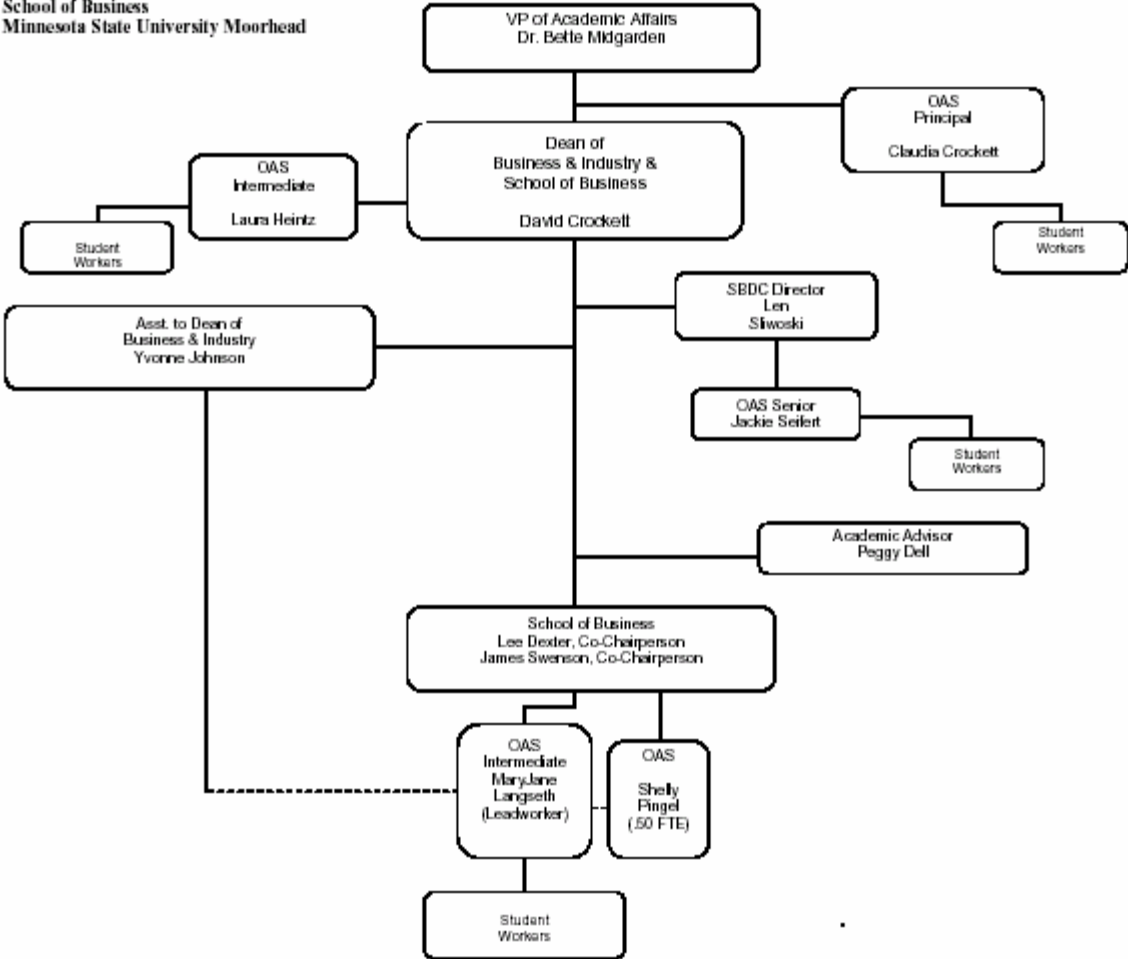 School of Business
Minnesota State University Moorhead
VP of Academic Affairs
Dr. Bette Midgarden
OAS
Principal
Claudia Crockett
Student
Workers
Dean of
Business & Industry &
School of Business
David Crockett
OAS
Intermediate
Laura Heintz
Student
Workers
SBDC Director
Len
Sliwoski
Asst. to Dean of
Business & Industry
Yvonne Johnson
OAS Senior
Jackie Seifert
Student
Workers
Academic Advisor
Peggy Dell
School of Business
Lee Dexter, Co-Chairperson
James Swenson, Co-Chairperson
OAS
Intermediate
MaryJane
Langseth
(Leadworker)
OAS
Shelly
Pingel
(.50 FTE)
Student
Workers